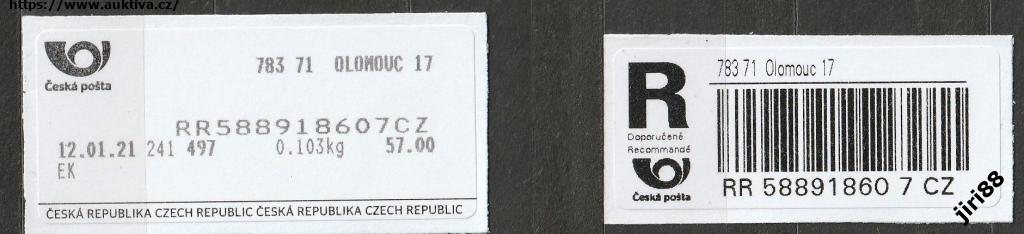 https://www.auktiva.cz/
Česká pošta
783 71 OLOMOUC 17
RR588918607CZ
12.01.21 241 497 0.103kg 57.00
EK
ČESKÁ REPUBLIKA CZECH REPUBLIC ČESKÁ REPUBLIKA CZECH REPUBLIC
R
783 71 Olomouc 17
Doporučeně
Recommandé
Česká pošta
RR 58891860 7 CZ
jiri88